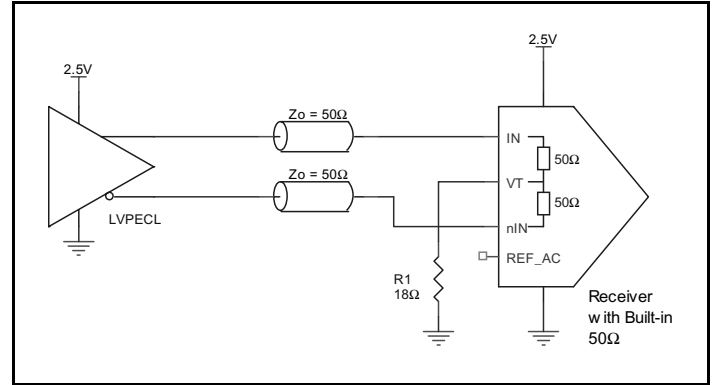 2.5V
2.5V
Zo = 50Ω
IN
50Ω
Zo = 50Ω
VT
50Ω
LVPECL
nIN
REF_AC
R1
18Ω
Receiver
with Built-in
50Ω